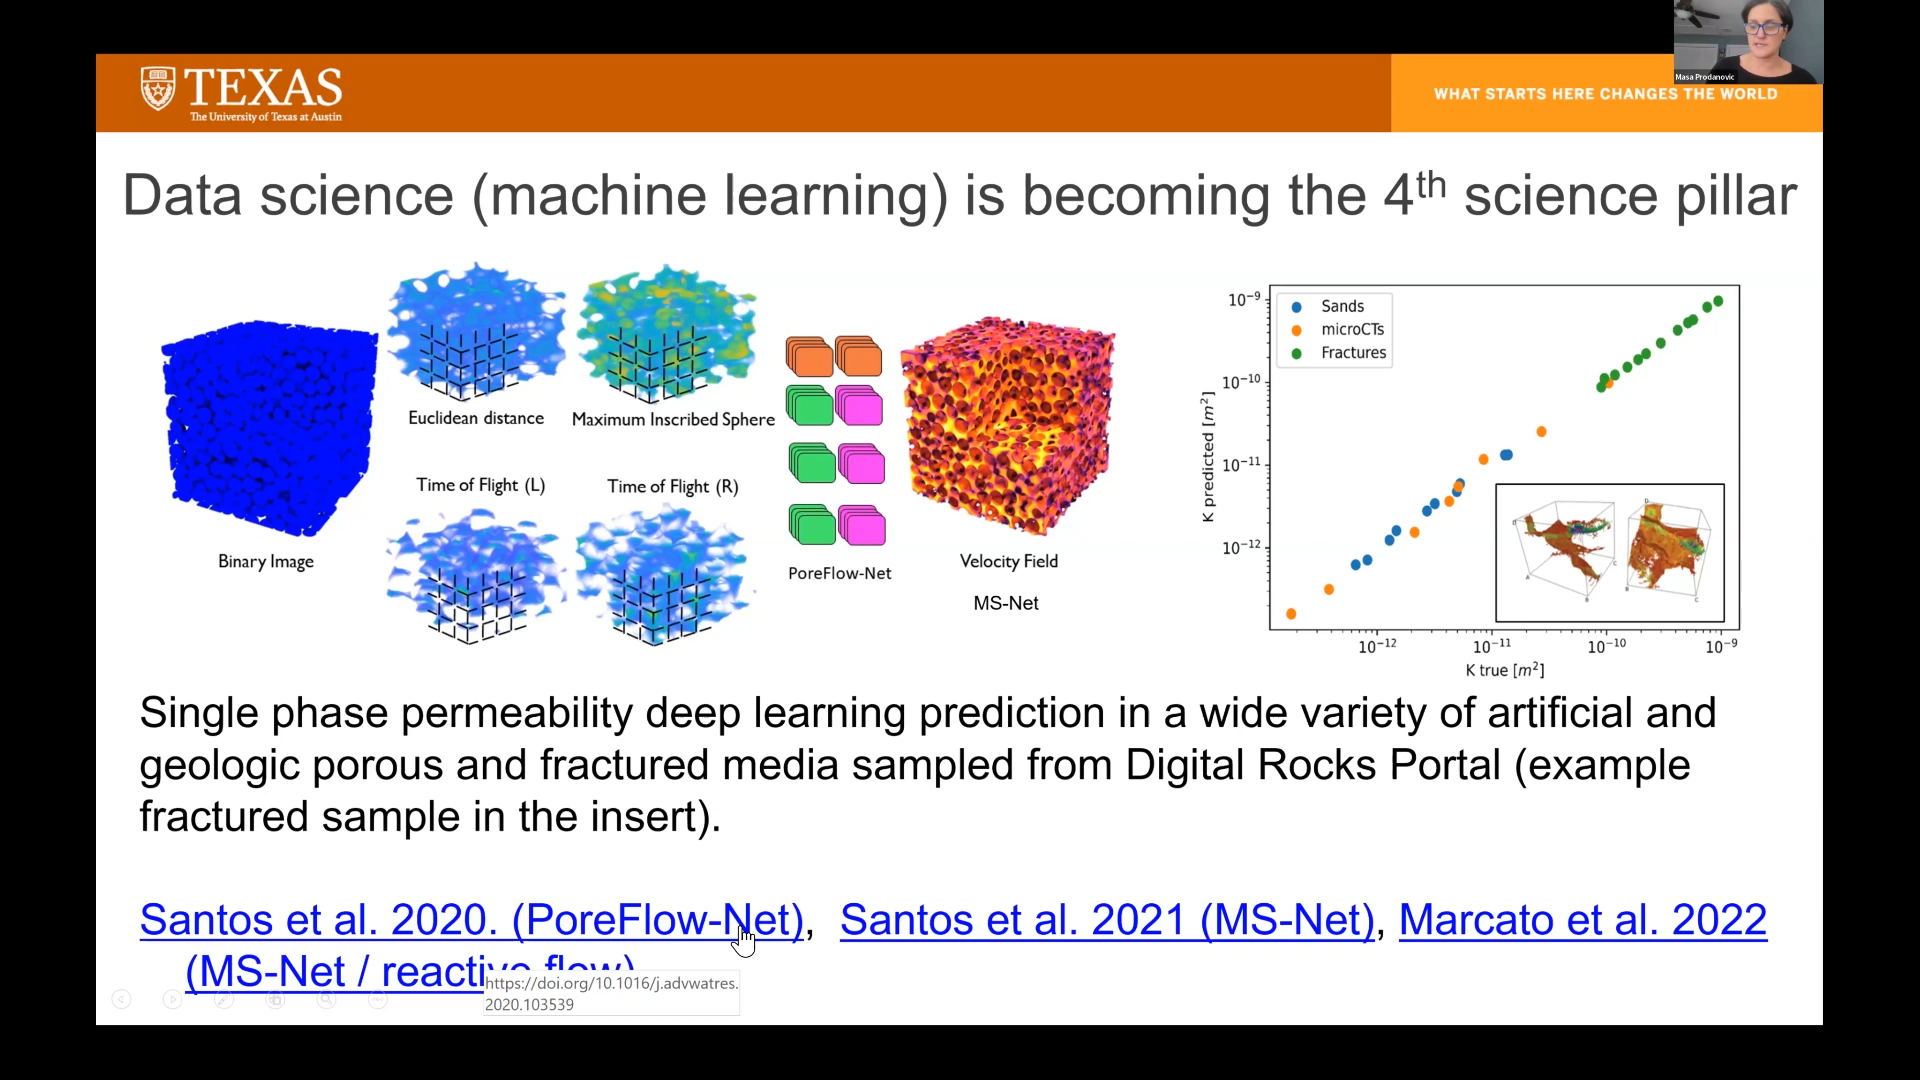 Masa Prodanovic
TEXAS
The University of Texas at Austin
WHAT STARTS HERE CHANGES THE WORLD
Data science (machine learning) is becoming the 4th science pillar
Euclidean distance
Maximum Inscribed Sphere
Time of Flight (L)
Time of Flight (R)
Binary Image
PoreFlow-Net
Velocity Field
MS-Net
Sands
microCTs
Fractures
K predicted [m²]
10⁻⁹
10⁻¹⁰
10⁻¹¹
10⁻¹²
10⁻¹² 10⁻¹¹ 10⁻¹⁰ 10⁻⁹
K true [m²]
Single phase permeability deep learning prediction in a wide variety of artificial and
geologic porous and fractured media sampled from Digital Rocks Portal (example
fractured sample in the insert).
Santos et al. 2020. (PoreFlow-Net), Santos et al. 2021 (MS-Net), Marcato et al. 2022
(MS-Net / reactive flow)
https://doi.org/10.1016/j.advwatres.
2020.103539